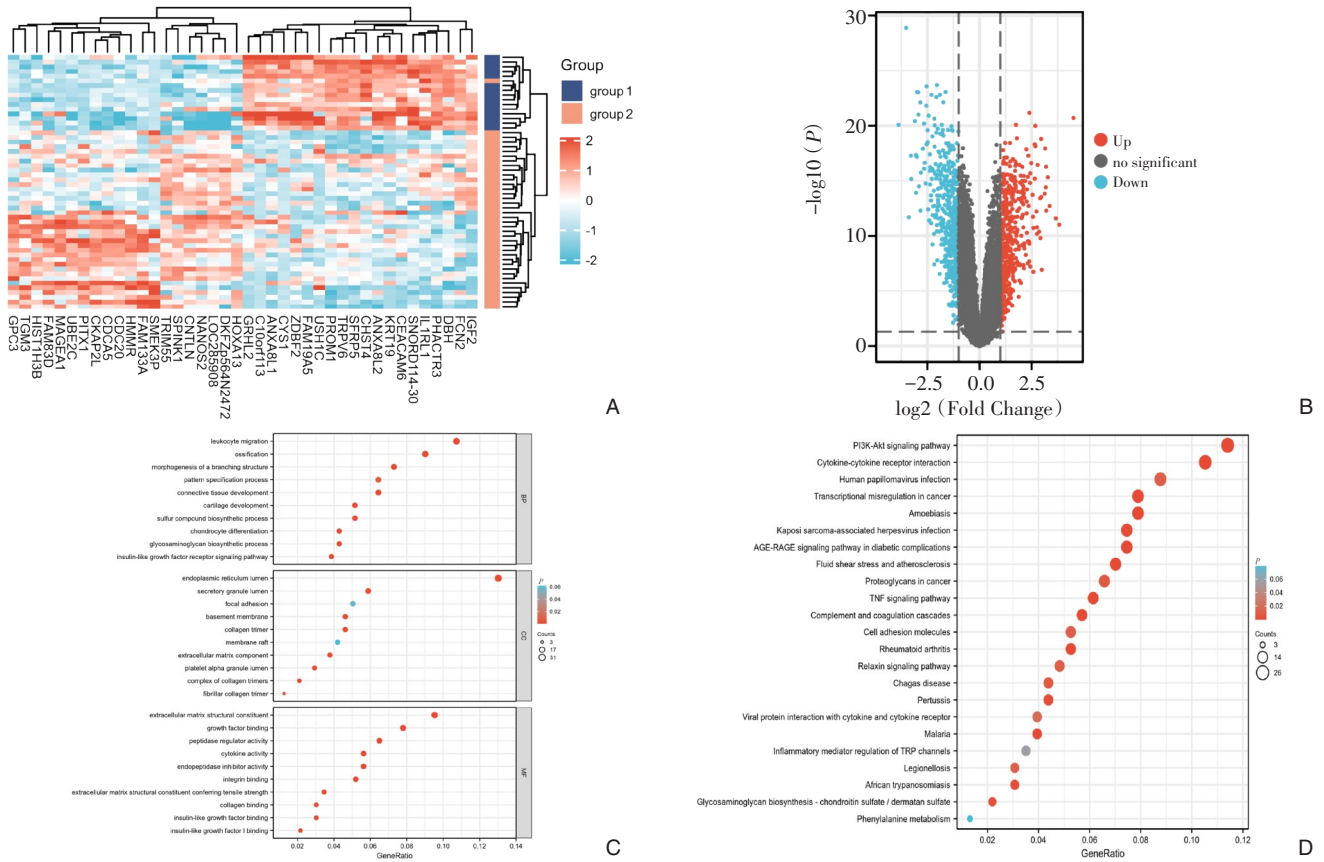 Group
group 1
group 2
2
1
0
-1
-2
GPC3
TGM3
HIST1H3B
FAM83D
MAGEA1
UBE2C
PITX1
CKAP2L
CDCA5
CDC20
HMMR
FAM133A
SMEK3P
TRIM55
SPINK1
CNTLN
NANOS2
LOC285908
DKFZp564N2472
HOXA13
GRHL2
C10orf113
ANXA8L1
CYS1
ZDBF2
FAM19A5
USH1C
PROM1
TRPV6
SFRP5
CHST4
ANXA8L2
KRT19
CEACAM6
SNORD114-30
IL1RL1
PHACTR3
DBH
FCN2
IGF2
A
30
20
10
0
−log10 (P)
−2.5
0.0
2.5
log2 (Fold Change)
Up
no significant
Down
B
leukocyte migration
ossification
morphogenesis of a branching structure
pattern specification process
connective tissue development
cartilage development
sulfur compound biosynthetic process
chondrocyte differentiation
glycosaminoglycan biosynthetic process
insulin-like growth factor receptor signaling pathway
BP
endoplasmic reticulum lumen
secretory granule lumen
focal adhesion
basement membrane
collagen trimer
membrane raft
extracellular matrix component
platelet alpha granule lumen
complex of collagen trimers
fibrillar collagen trimer
CC
extracellular matrix structural constituent
growth factor binding
peptidase regulator activity
cytokine activity
endopeptidase inhibitor activity
integrin binding
extracellular matrix structural constituent conferring tensile strength
collagen binding
insulin-like growth factor binding
insulin-like growth factor I binding
MF
0.02
0.04
0.06
0.08
0.10
0.12
0.14
GeneRatio
P
0.06
0.04
0.02
Counts
3
17
31
C
PI3K-Akt signaling pathway
Cytokine-cytokine receptor interaction
Human papillomavirus infection
Transcriptional misregulation in cancer
Amoebiasis
Kaposi sarcoma-associated herpesvirus infection
AGE-RAGE signaling pathway in diabetic complications
Fluid shear stress and atherosclerosis
Proteoglycans in cancer
TNF signaling pathway
Complement and coagulation cascades
Cell adhesion molecules
Rheumatoid arthritis
Relaxin signaling pathway
Chagas disease
Pertussis
Viral protein interaction with cytokine and cytokine receptor
Malaria
Inflammatory mediator regulation of TRP channels
Legionellosis
African trypanosomiasis
Glycosaminoglycan biosynthesis - chondroitin sulfate / dermatan sulfate
Phenylalanine metabolism
0.02
0.04
0.06
0.08
0.10
0.12
GeneRatio
P
0.06
0.04
0.02
Counts
3
14
26
D